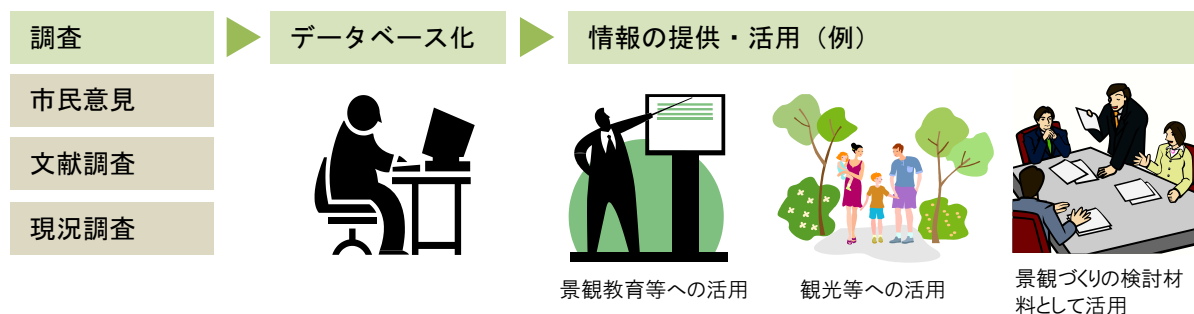 調査
データベース化
情報の提供・活用（例）
市民意見
文献調査
現況調査
景観教育等への活用
観光等への活用
景観づくりの検討材
料として活用